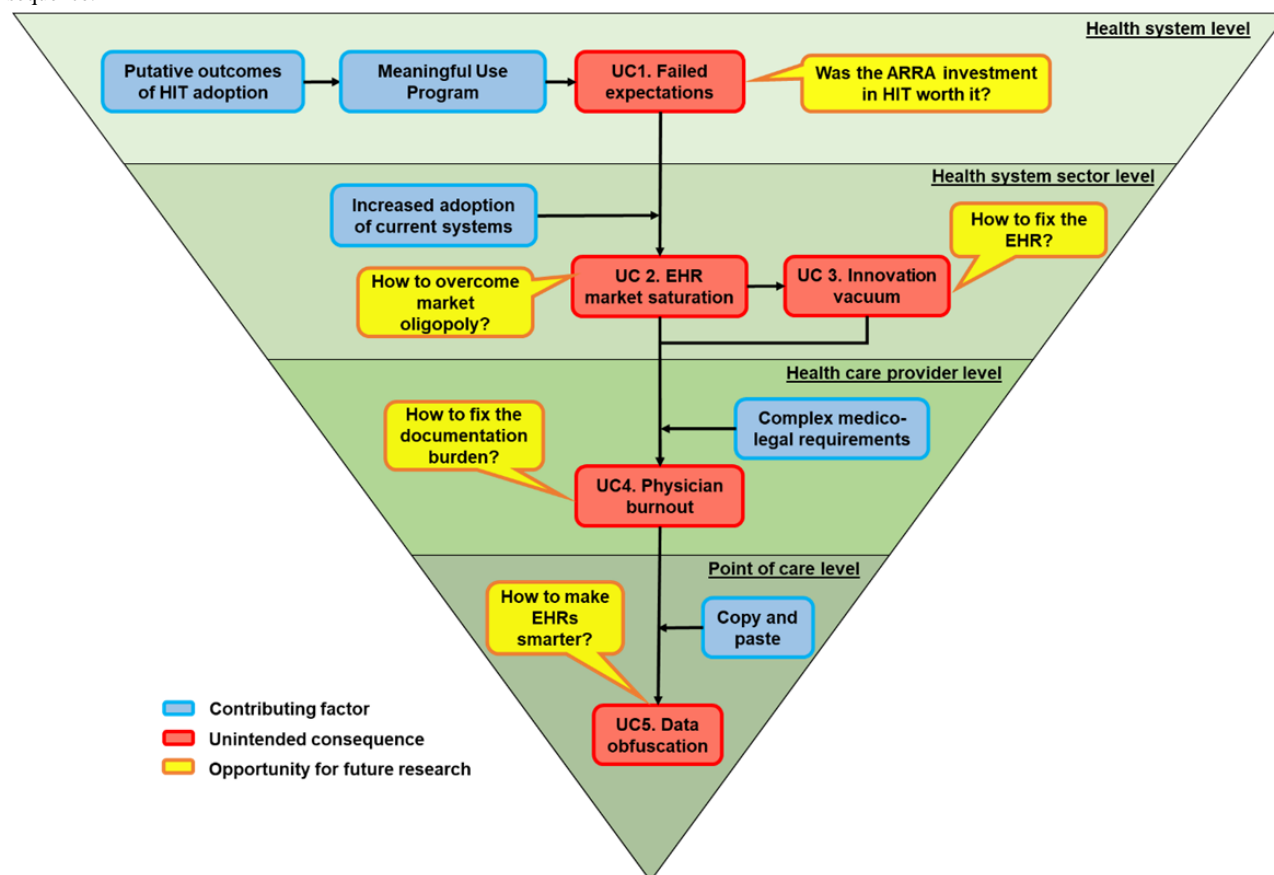 Health system level
Putative outcomes
of HIT adoption
Meaningful Use
Program
UC1. Failed
expectations
Was the ARRA investment
in HIT worth it?
Health system sector level
Increased adoption
of current systems
How to fix the
EHR?
How to overcome
market
oligopoly?
UC 2. EHR
market saturation
UC 3. Innovation
vacuum
Health care provider level
How to fix the
documentation
burden?
Complex medico-
legal requirements
UC4. Physician
burnout
Point of care level
How to make
EHRs
smarter?
Copy and
paste
UC5. Data
obfuscation
Contributing factor
Unintended consequence
Opportunity for future research